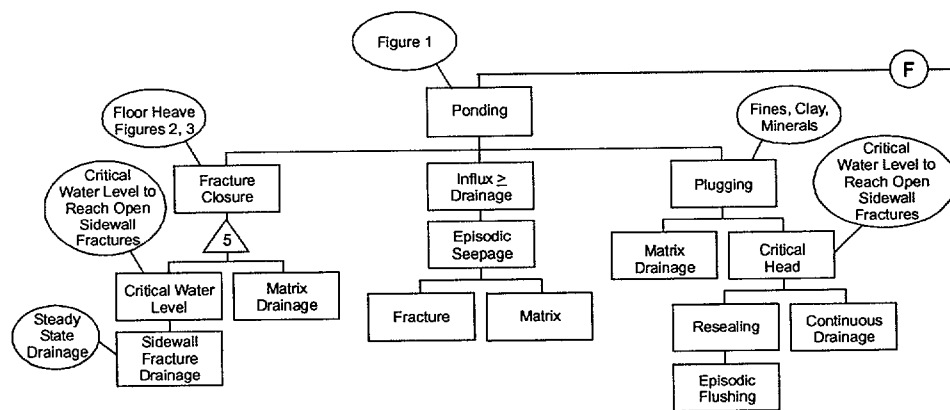 Figure 1
F
Ponding
Floor Heave
Figures 2, 3
Fines, Clay,
Minerals
Critical
Water Level to
Reach Open
Sidewall
Fractures
Fracture
Closure
Influx ≥
Drainage
Plugging
Critical
Water Level to
Reach Open
Sidewall
Fractures
5
Episodic
Seepage
Matrix
Drainage
Critical
Head
Critical Water
Level
Matrix
Drainage
Fracture
Matrix
Resealing
Continuous
Drainage
Steady
State
Drainage
Sidewall
Fracture
Drainage
Episodic
Flushing